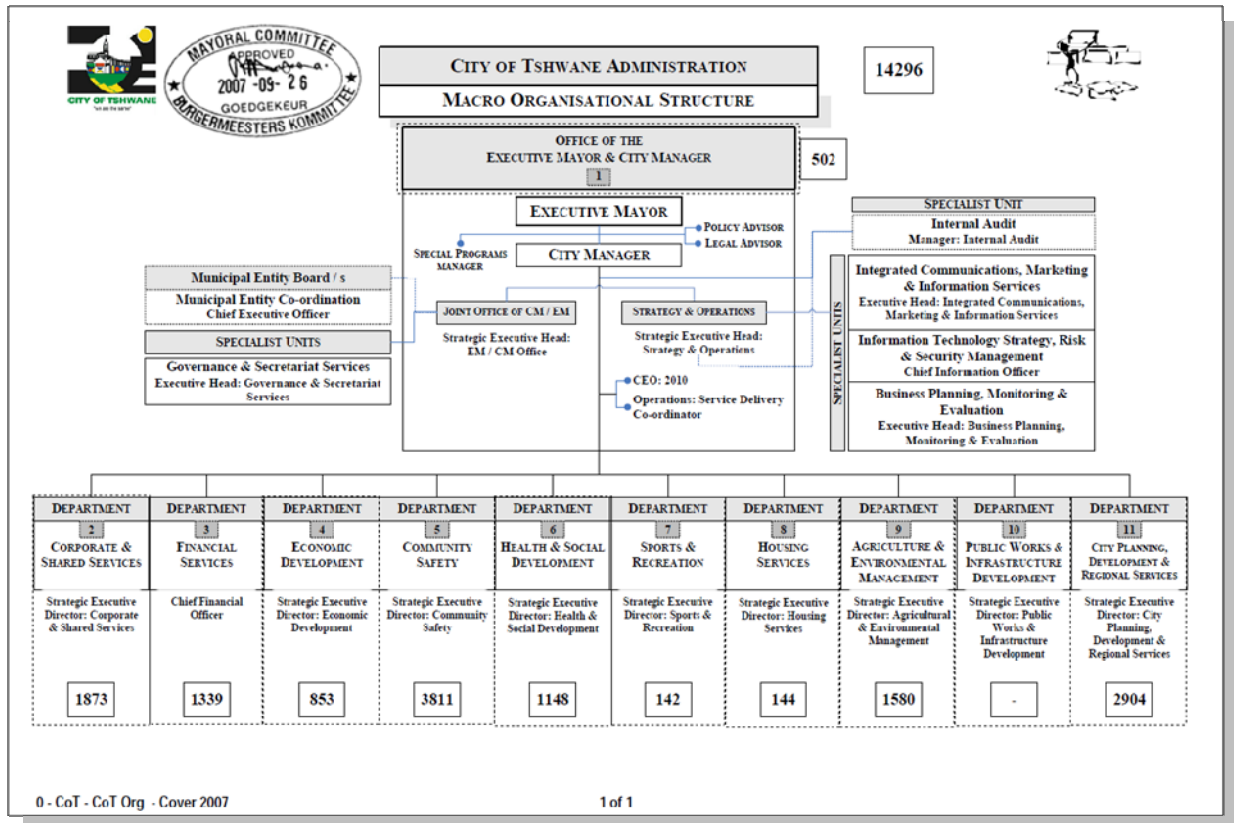 CITY OF TSHWANE
MAYORAL COMMITTEE
APPROVED
2007 -09- 26
GOEDGEKEUR
BURGERMEESTERS KOMMITTEE
CITY OF TSHWANE ADMINISTRATION
MACRO ORGANISATIONAL STRUCTURE
14296
OFFICE OF THE
EXECUTIVE MAYOR & CITY MANAGER
1
502
EXECUTIVE MAYOR
POLICY ADVISOR
LEGAL ADVISOR
SPECIAL PROGRAMS
MANAGER
CITY MANAGER
SPECIALIST UNIT
Internal Audit
Manager: Internal Audit
Municipal Entity Board / s
Municipal Entity Co-ordination
Chief Executive Officer
SPECIALIST UNITS
Governance & Secretariat Services
Executive Head: Governance & Secretariat
Services
JOINT OFFICE OF CM / EM
Strategic Executive Head:
EM / CM Office
STRATEGY & OPERATIONS
Strategic Executive Head:
Strategy & Operations
CEO: 2010
Operations: Service Delivery
Co-ordinator
SPECIALIST UNITS
Integrated Communications, Marketing
& Information Services
Executive Head: Integrated Communications,
Marketing & Information Services
Information Technology Strategy, Risk
& Security Management
Chief Information Officer
Business Planning, Monitoring &
Evaluation
Executive Head: Business Planning,
Monitoring & Evaluation
DEPARTMENT
2
CORPORATE &
SHARED SERVICES
Strategic Executive
Director: Corporate
& Shared Services
1873
DEPARTMENT
3
FINANCIAL
SERVICES
Chief Financial
Officer
1339
DEPARTMENT
4
ECONOMIC
DEVELOPMENT
Strategic Executive
Director: Economic
Development
853
DEPARTMENT
5
COMMUNITY
SAFETY
Strategic Executive
Director: Community
Safety
3811
DEPARTMENT
6
HEALTH & SOCIAL
DEVELOPMENT
Strategic Executive
Director: Health &
Social Development
1148
DEPARTMENT
7
SPORTS &
RECREATION
Strategic Executive
Director: Sports &
Recreation
142
DEPARTMENT
8
HOUSING
SERVICES
Strategic Executive
Director: Housing
Services
144
DEPARTMENT
9
AGRICULTURE &
ENVIRONMENTAL
MANAGEMENT
Strategic Executive
Director: Agricultural
& Environmental
Management
1580
DEPARTMENT
10
PUBLIC WORKS &
INFRASTRUCTURE
DEVELOPMENT
Strategic Executive
Director: Public
Works &
Infrastructure
Development
-
DEPARTMENT
11
CITY PLANNING,
DEVELOPMENT &
REGIONAL SERVICES
Strategic Executive
Director: City
Planning,
Development &
Regional Services
2904
0 - CoT - CoT Org - Cover 2007
1 of 1